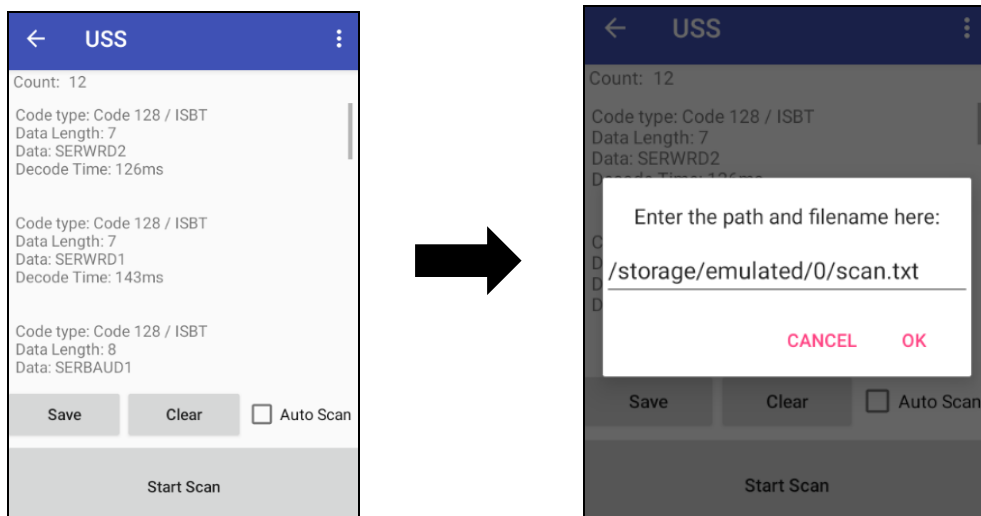 USS
Count: 12
Code type: Code 128 / ISBT
Data Length: 7
Data: SERWRD2
Decode Time: 126ms
Code type: Code 128 / ISBT
Data Length: 7
Data: SERWRD1
Decode Time: 143ms
Code type: Code 128 / ISBT
Data Length: 8
Data: SERBAUD1
Save Clear Auto Scan
Start Scan
USS
Count: 12
Code type: Code 128 / ISBT
Data Length: 7
Data: SERWRD2
Enter the path and filename here:
/storage/emulated/0/scan.txt
CANCEL OK
Save Clear Auto Scan
Start Scan